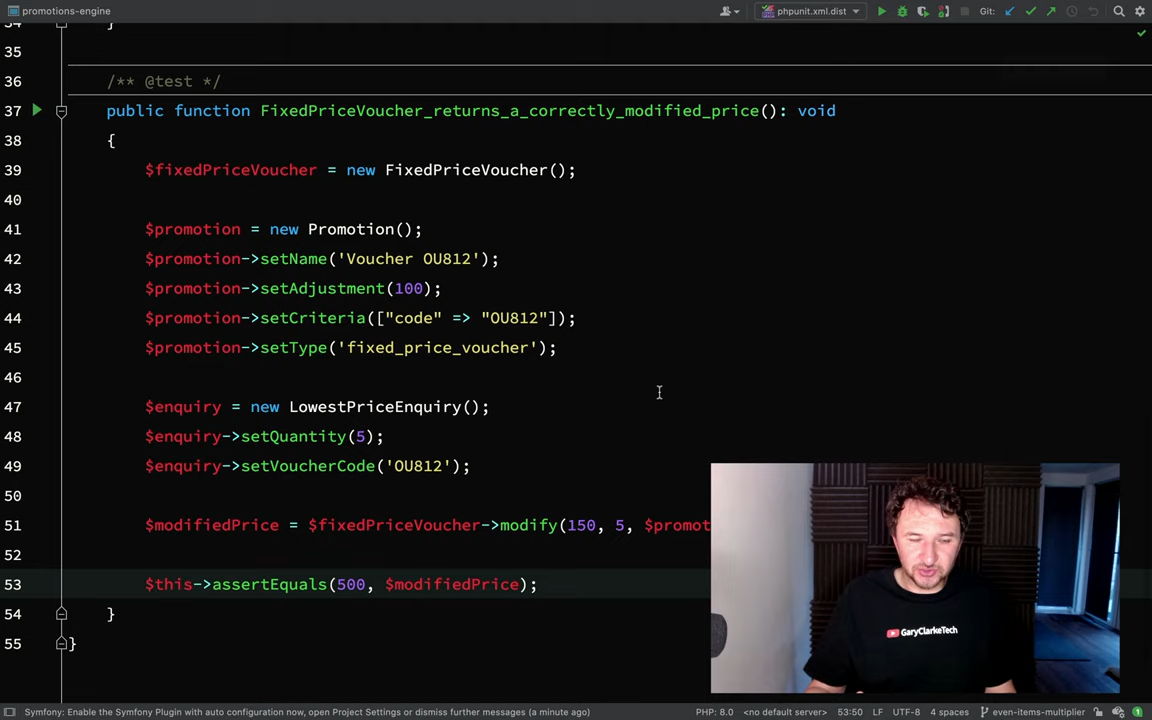 promotions-engine
phpunit.xml.dist
Git:
34 }
35
36 /** @test */
37 public function FixedPriceVoucher_returns_a_correctly_modified_price(): void
38 {
39 $fixedPriceVoucher = new FixedPriceVoucher();
40
41 $promotion = new Promotion();
42 $promotion->setName('Voucher OU812');
43 $promotion->setAdjustment(100);
44 $promotion->setCriteria(["code" => "OU812"]);
45 $promotion->setType('fixed_price_voucher');
46
47 $enquiry = new LowestPriceEnquiry();
48 $enquiry->setQuantity(5);
49 $enquiry->setVoucherCode('OU812');
50
51 $modifiedPrice = $fixedPriceVoucher->modify(150, 5, $promot
52
53 $this->assertEquals(500, $modifiedPrice);
54 }
55 }
GaryClarkeTech
Symfony: Enable the Symfony Plugin with auto configuration now, open Project Settings or dismiss further messages (a minute ago)
PHP: 8.0 <no default server> 53:50 LF UTF-8 4 spaces even-items-multiplier 1